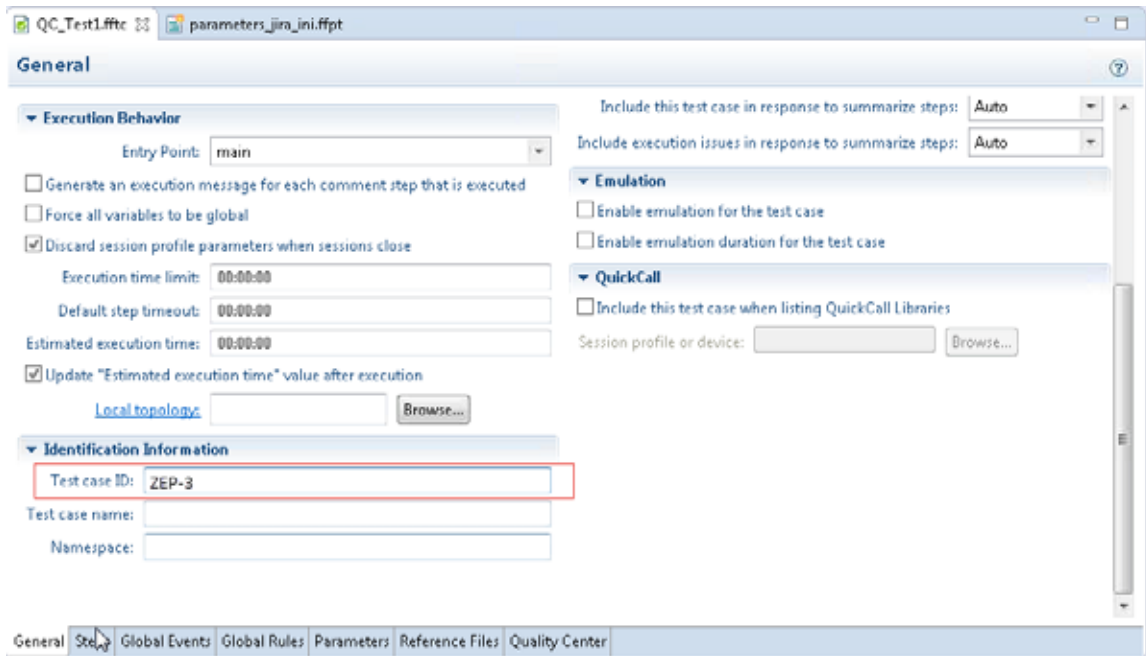 QC_Test1.fftc parameters_jira_ini.ffpt
General
Execution Behavior
Entry Point: main
Generate an execution message for each comment step that is executed
Force all variables to be global
Discard session profile parameters when sessions close
Execution time limit: 00:00:00
Default step timeout: 00:00:00
Estimated execution time: 00:00:00
Update "Estimated execution time" value after execution
Local topology: Browse...
Identification Information
Test case ID: ZEP-3
Test case name:
Namespace:
Include this test case in response to summarize steps: Auto
Include execution issues in response to summarize steps: Auto
Emulation
Enable emulation for the test case
Enable emulation duration for the test case
QuickCall
Include this test case when listing QuickCall Libraries
Session profile or device: Browse...
General Global Events Global Rules Parameters Reference Files Quality Center